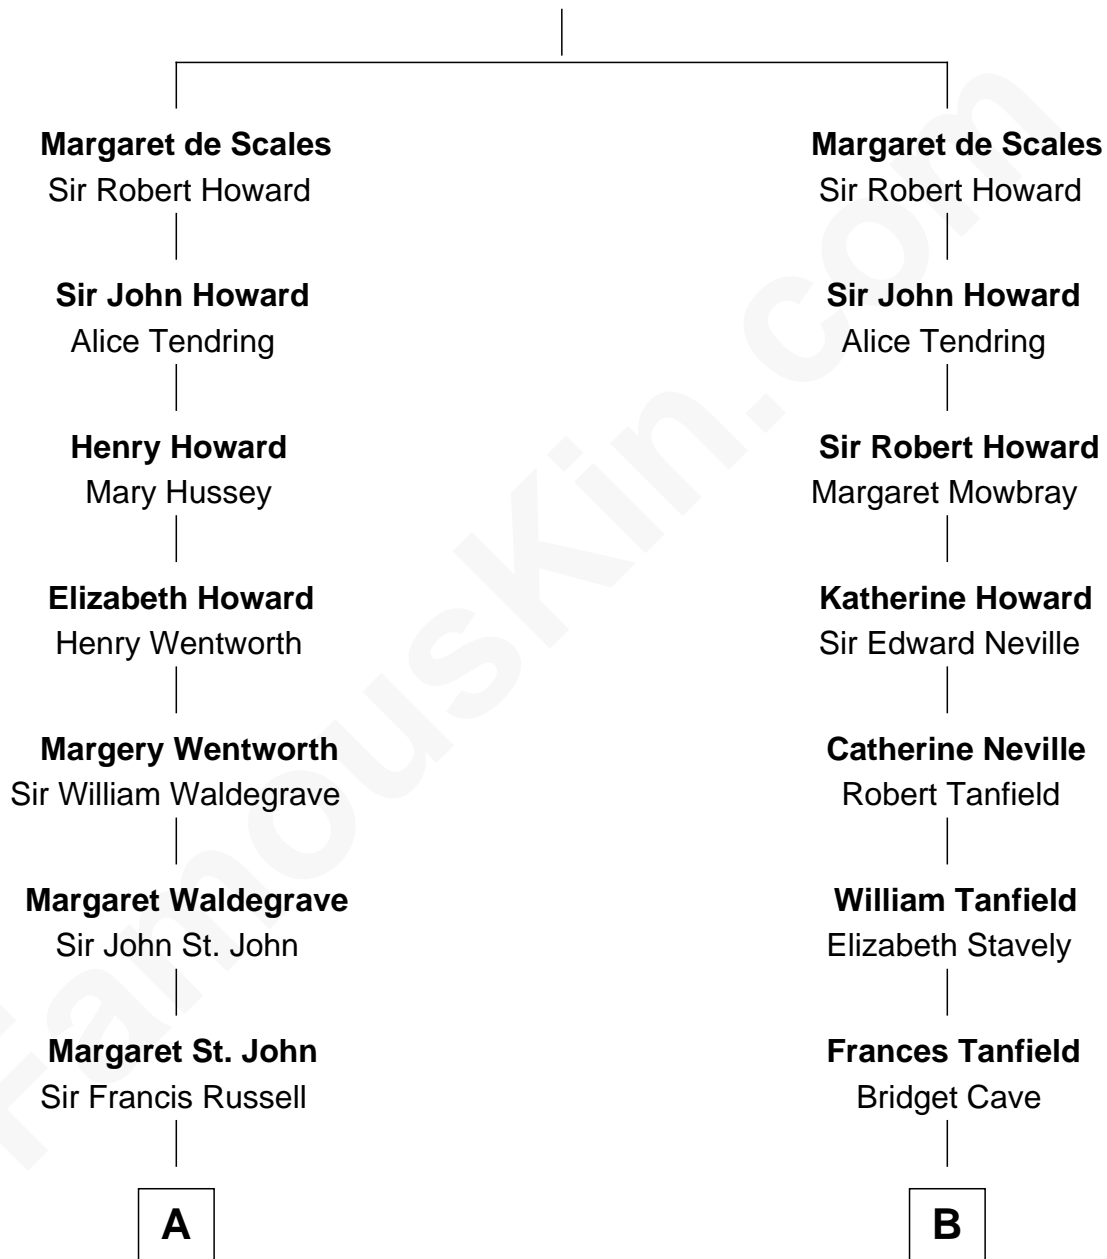 Margaret de Scales
Sir Robert Howard
Sir John Howard
Alice Tendring
Henry Howard
Mary Hussey
Elizabeth Howard
Henry Wentworth
Margery Wentworth
Sir William Waldegrave
Margaret Waldegrave
Sir John St. John
Margaret St. John
Sir Francis Russell
A
Margaret de Scales
Sir Robert Howard
Sir John Howard
Alice Tendring
Sir Robert Howard
Margaret Mowbray
Katherine Howard
Sir Edward Neville
Catherine Neville
Robert Tanfield
William Tanfield
Elizabeth Stavely
Frances Tanfield
Bridget Cave
B
FamousKin.com